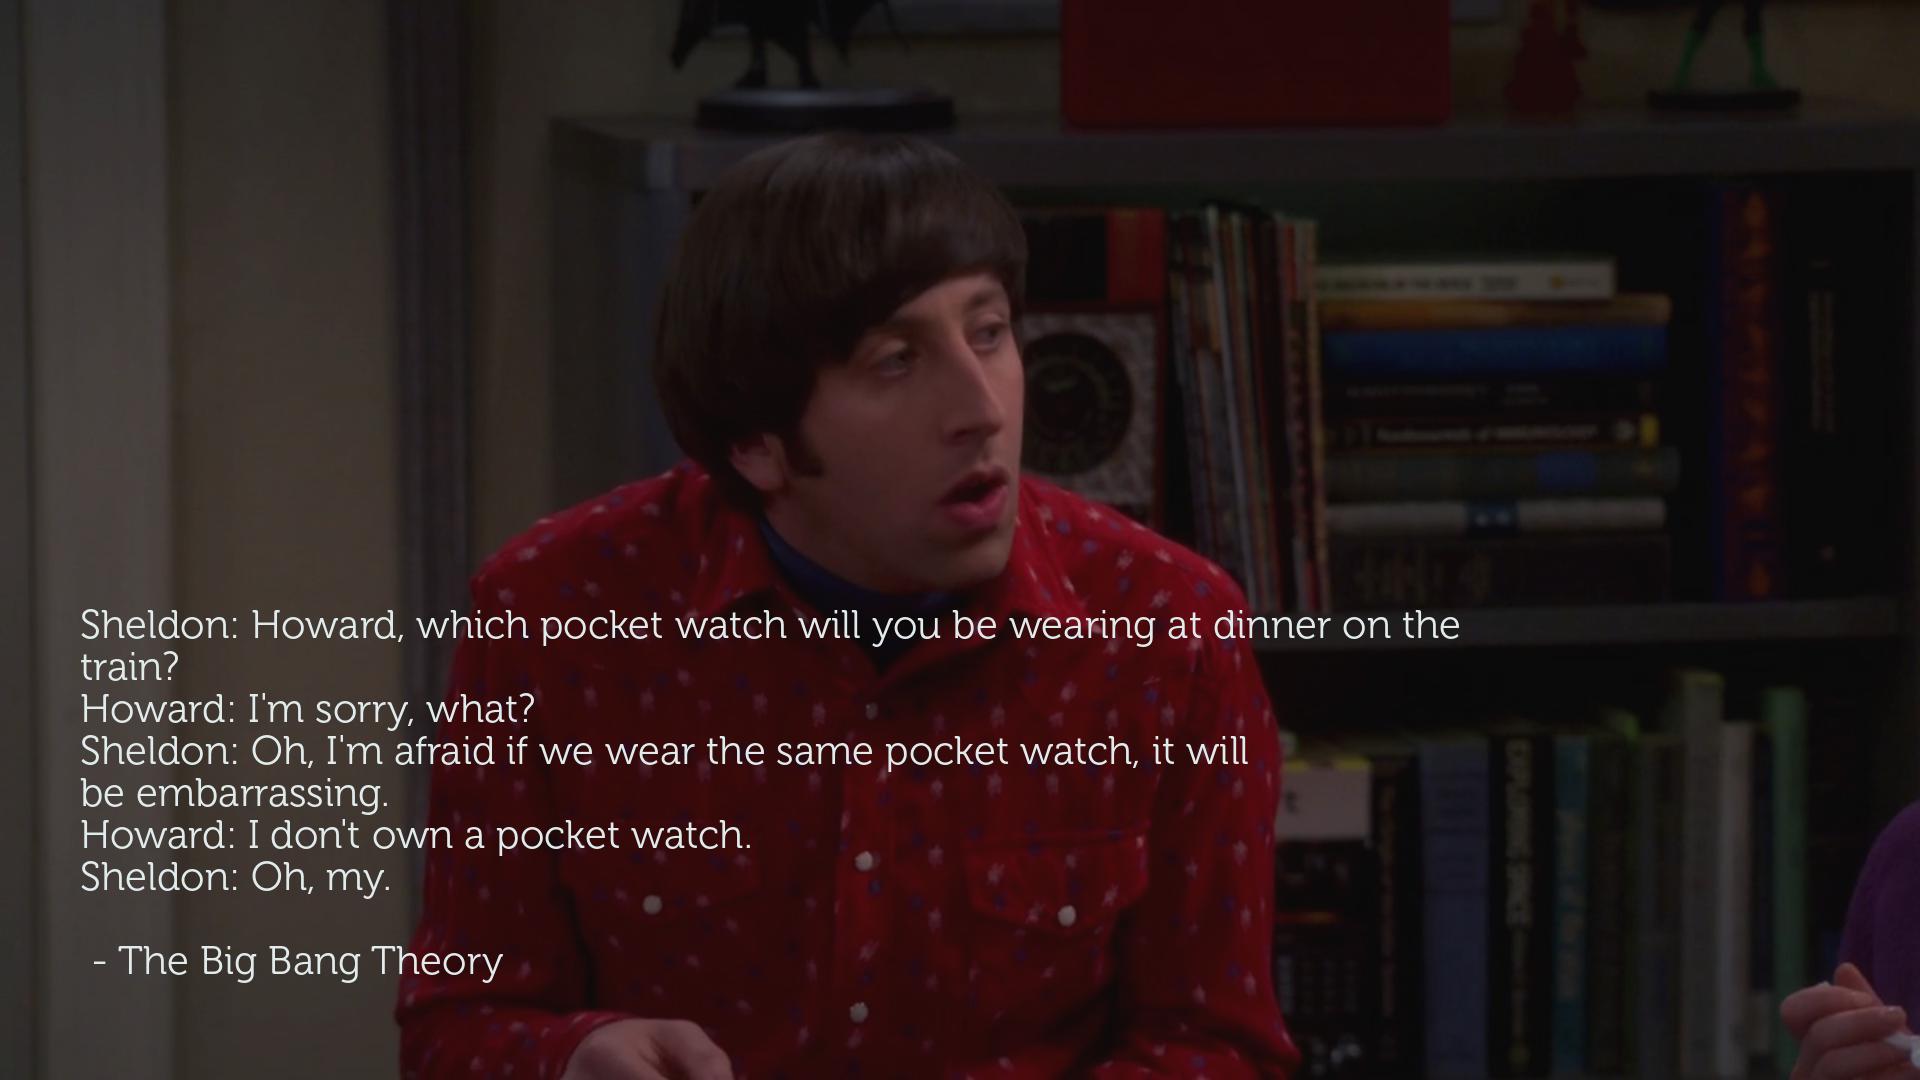 Sheldon: Howard, which pocket watch will you be wearing at dinner on the
train?
Howard: I'm sorry, what?
Sheldon: Oh, I'm afraid if we wear the same pocket watch, it will
be embarrassing.
Howard: I don't own a pocket watch.
Sheldon: Oh, my.
- The Big Bang Theory
EXPLORING SPACE